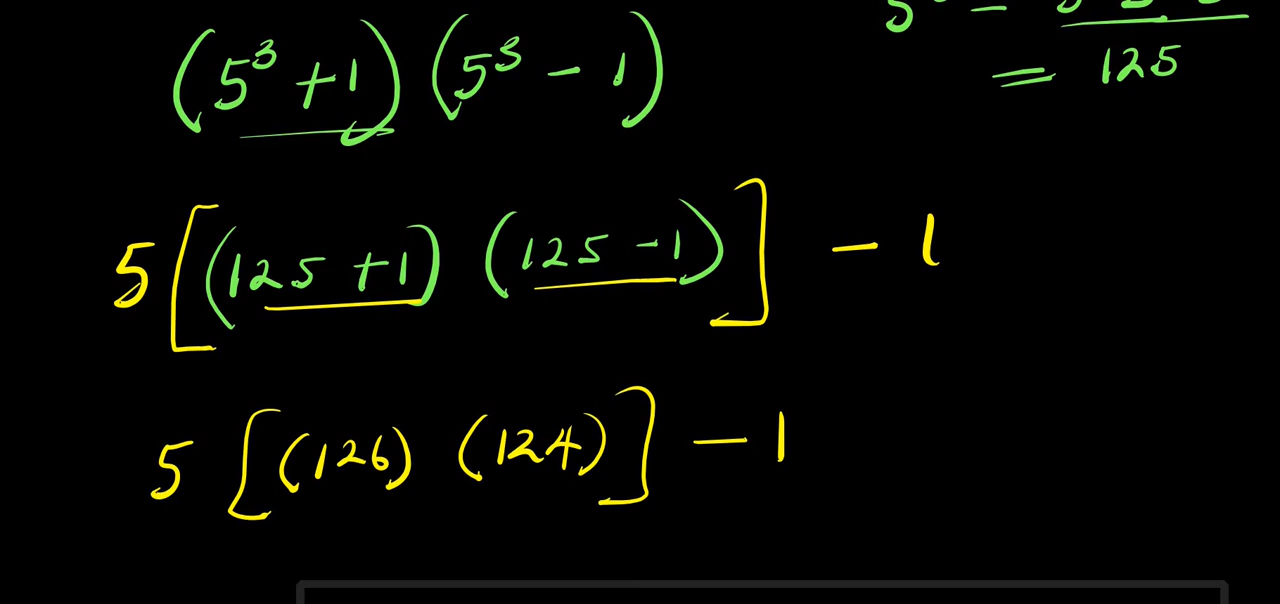 (5³ + 1) (5³ - 1)
= 125
5[(125 + 1) (125 - 1)] - 1
5[(126) (124)] - 1